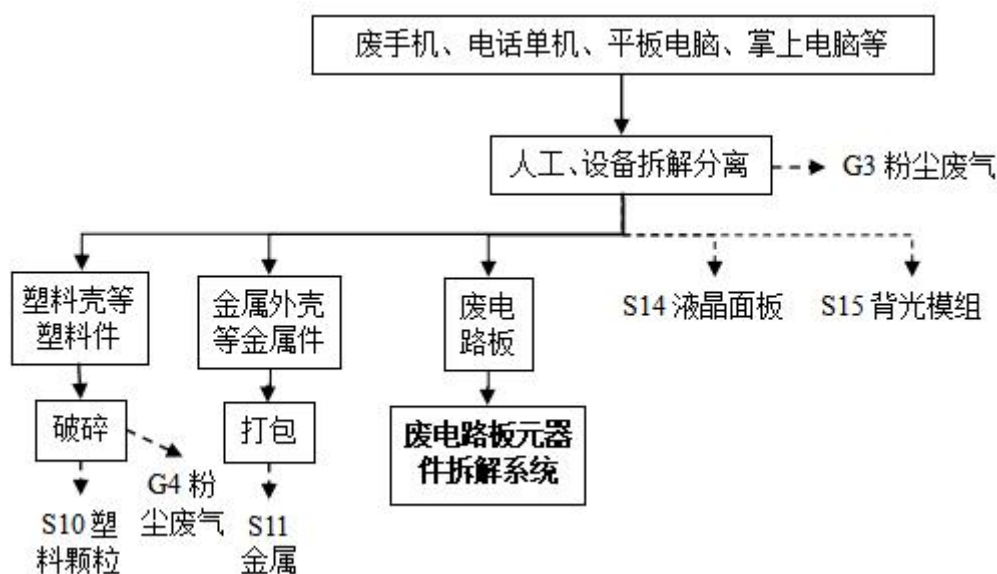 废手机、电话单机、平板电脑、掌上电脑等
人工、设备拆解分离
G3 粉尘废气
塑料壳等
塑料件
金属外壳
等金属件
废电
路板
S14 液晶面板
S15 背光模组
破碎
打包
废电路板元器
件拆解系统
G4 粉
尘废气
S10 塑
料颗粒
S11
金属